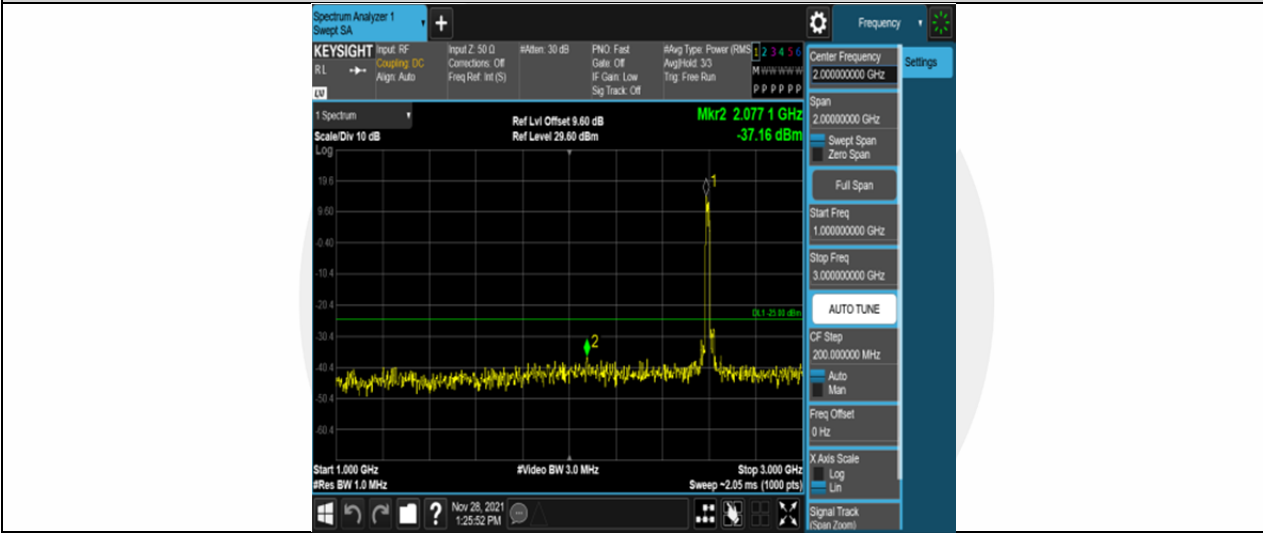 Spectrum Analyzer 1
Swept SA
+
Frequency
KEYSIGHT
Input: RF
Coupling: DC
Align: Auto
Input Z: 50 Ω
Corrections: Off
Freq Ref: Int (S)
#Atten: 30 dB
PNO: Fast
Gate: Off
IF Gain: Low
Sig Track: Off
#Avg Type: Power (RMS
Avg|Hold: 3/3
Trig: Free Run
1 2 3 4 5 6
M W W W W W
P P P P P P
RL
LV
1 Spectrum
Scale/Div 10 dB
Ref Lvl Offset 9.60 dB
Ref Level 29.60 dBm
Mkr2 2.077 1 GHz
-37.16 dBm
Log
19.6
9.60
-0.40
-10.4
-20.4
-30.4
-40.4
-50.4
-60.4
1
2
Start 1.000 GHz
#Res BW 1.0 MHz
#Video BW 3.0 MHz
Stop 3.000 GHz
Sweep ~2.05 ms (1000 pts)
Nov 28, 2021
1:25:52 PM
?
Center Frequency
2.000000000 GHz
Settings
Span
2.00000000 GHz
Swept Span
Zero Span
Full Span
Start Freq
1.000000000 GHz
Stop Freq
3.000000000 GHz
AUTO TUNE
CF Step
200.000000 MHz
Auto
Man
Freq Offset
0 Hz
X Axis Scale
Log
Lin
Signal Track
(Span Zoom)